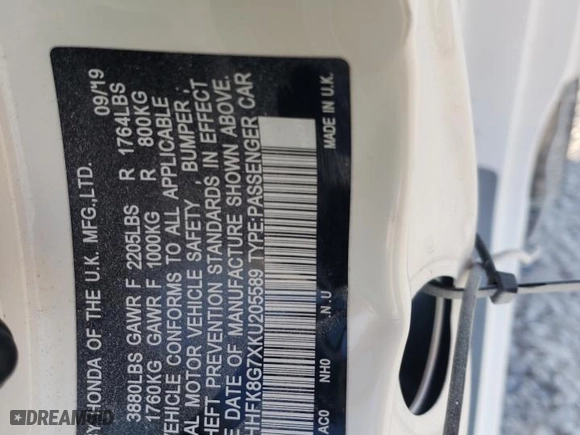 Y HONDA OF THE U.K. MFG.,LTD. 09/19
3880LBS GAWR F 2205LBS R 1764LBS
1760KG GAWR F 1000KG R 800KG
VEHICLE CONFORMS TO ALL APPLICABLE
AL MOTOR VEHICLE SAFETY, BUMPER,
HEFT PREVENTION STANDARDS IN EFFECT
DATE OF MANUFACTURE SHOWN ABOVE.
HHFK8G7XKU205589 TYPE:PASSENGER CAR
AC0 NH0 .N.U MADE IN U.K.
DREAMBID